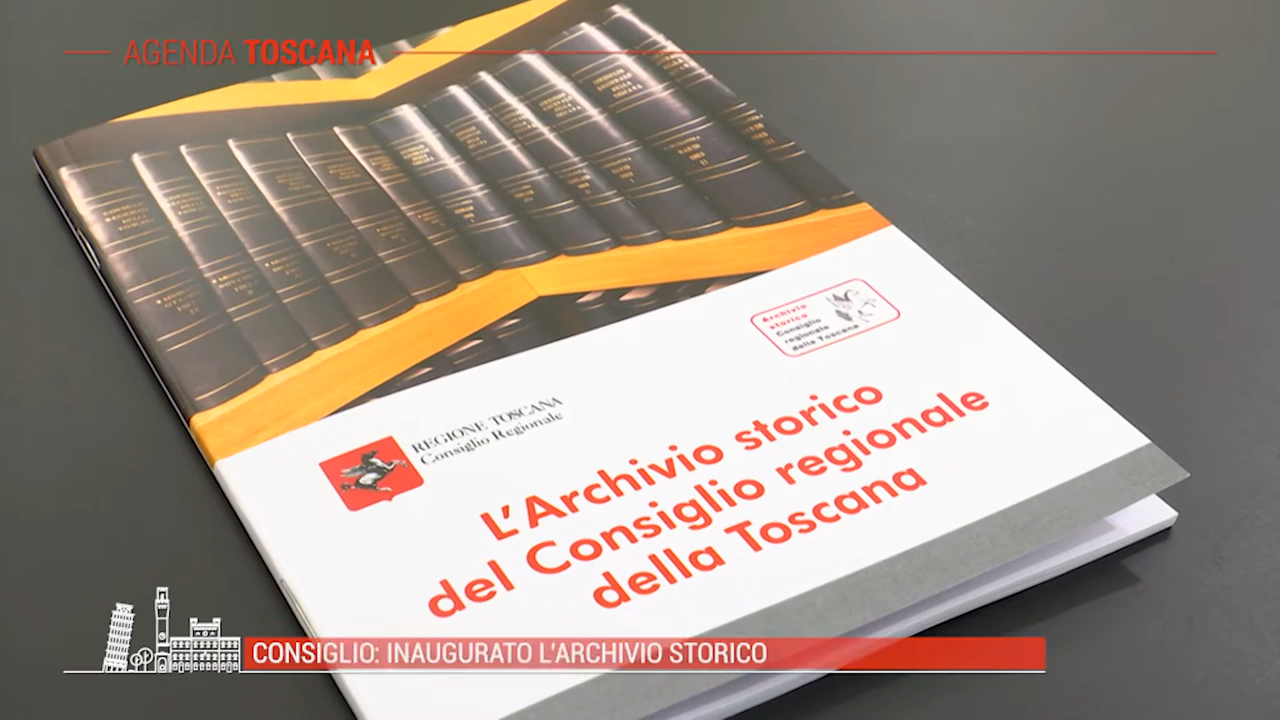 AGENDA TOSCANA
Archivio
storico
Consiglio
regionale
della Toscana
REGIONE TOSCANA
Consiglio Regionale
L'Archivio storico
del Consiglio regionale
della Toscana
CONSIGLIO: INAUGURATO L'ARCHIVIO STORICO